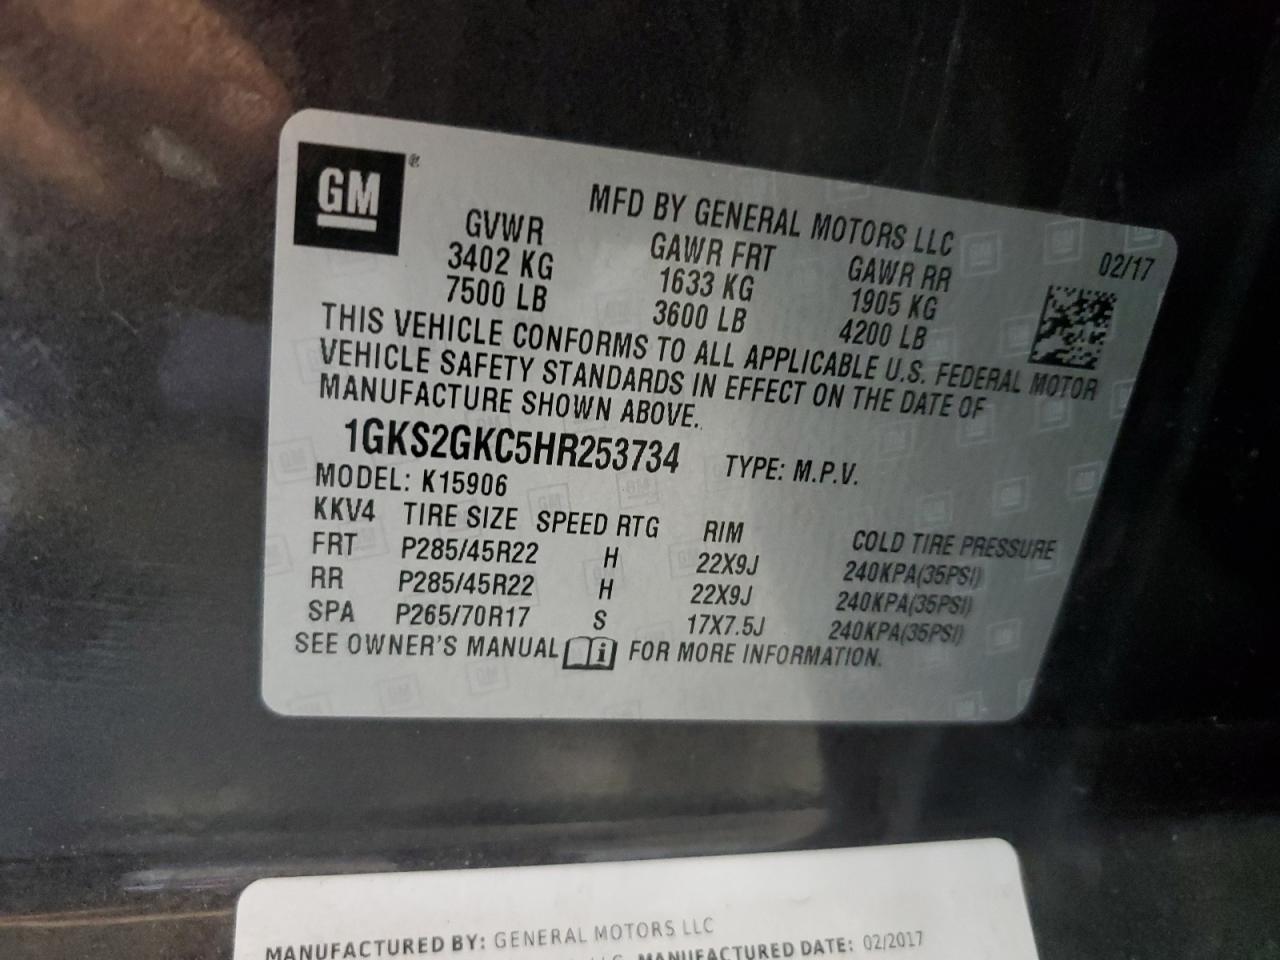 GM®
MFD BY GENERAL MOTORS LLC
02/17
GVWR GAWR FRT GAWR RR
3402 KG 1633 KG 1905 KG
7500 LB 3600 LB 4200 LB
THIS VEHICLE CONFORMS TO ALL APPLICABLE U.S. FEDERAL MOTOR
VEHICLE SAFETY STANDARDS IN EFFECT ON THE DATE OF
MANUFACTURE SHOWN ABOVE.
1GKS2GKC5HR253734 TYPE: M.P.V.
MODEL: K15906
KKV4 TIRE SIZE SPEED RTG RIM COLD TIRE PRESSURE
FRT P285/45R22 H 22X9J 240KPA(35PSI)
RR P285/45R22 H 22X9J 240KPA(35PSI)
SPA P265/70R17 S 17X7.5J 240KPA(35PSI)
SEE OWNER'S MANUAL i FOR MORE INFORMATION.
MANUFACTURED BY: GENERAL MOTORS LLC
LLC MANUFACTURED DATE: 02/2017